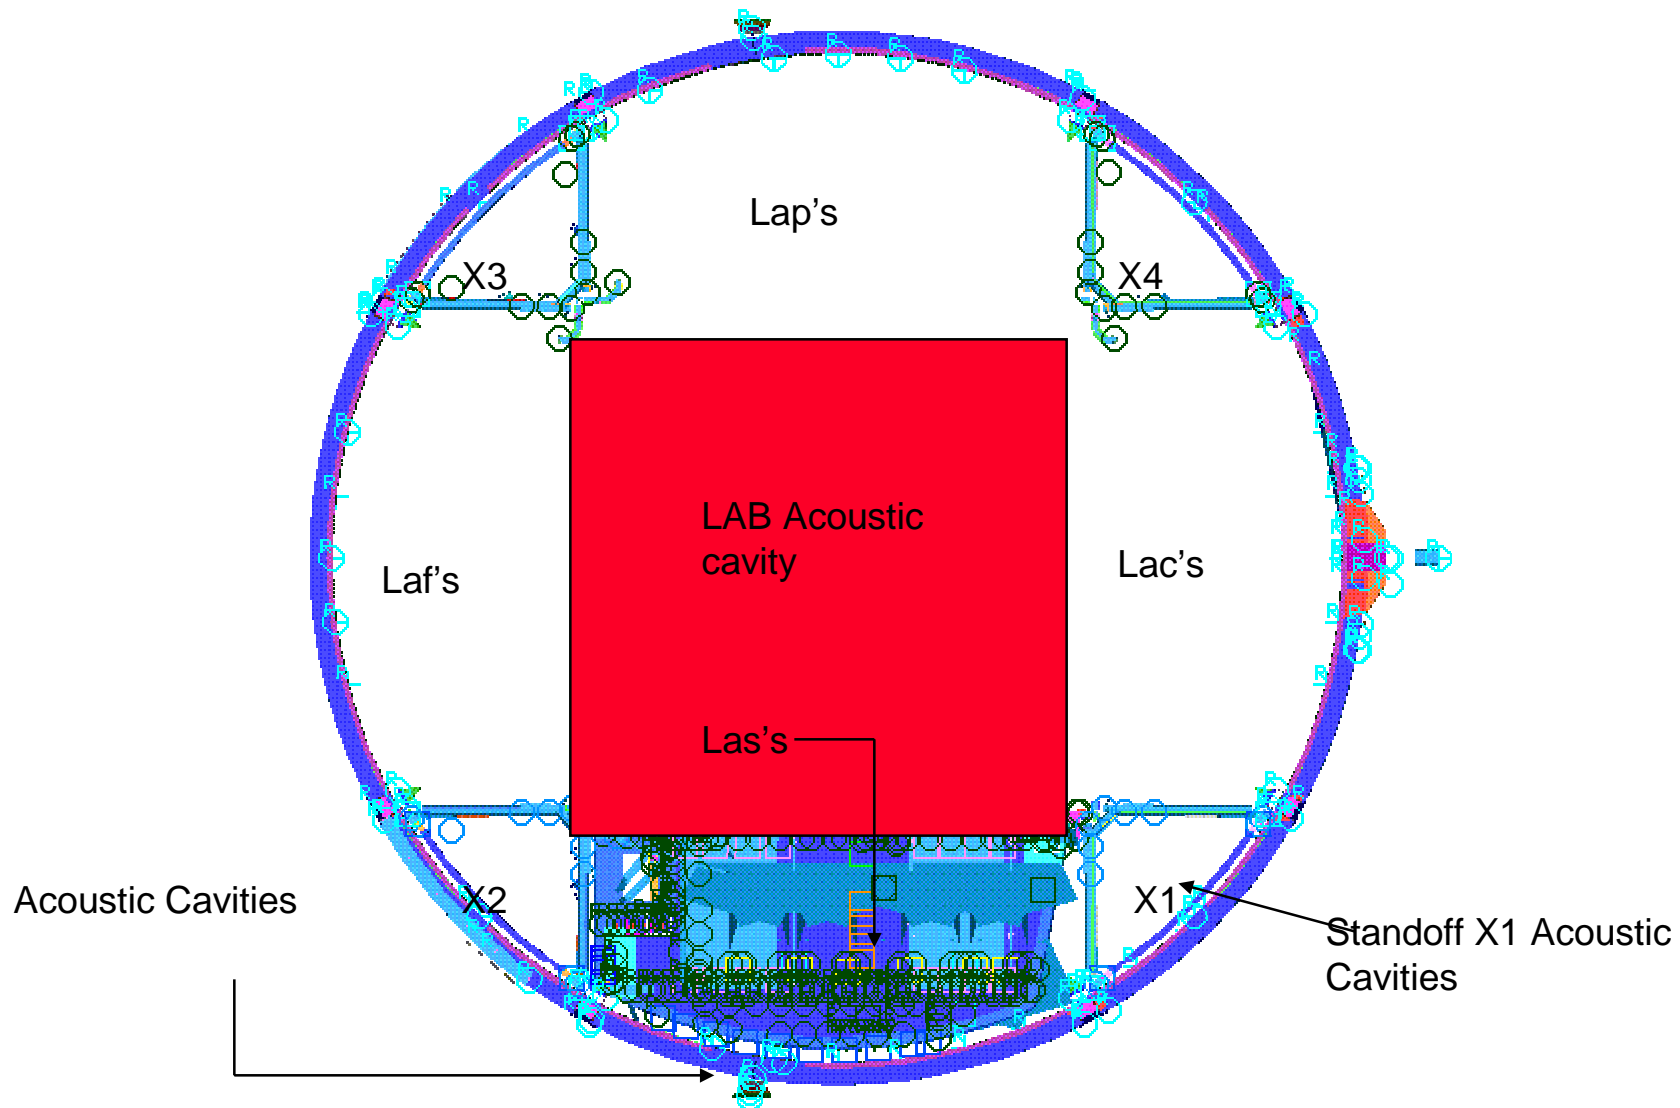 Lap's
X3
X4
LAB Acoustic
cavity
Laf's
Lac's
Las's
Acoustic Cavities
X2
X1
Standoff X1 Acoustic
Cavities